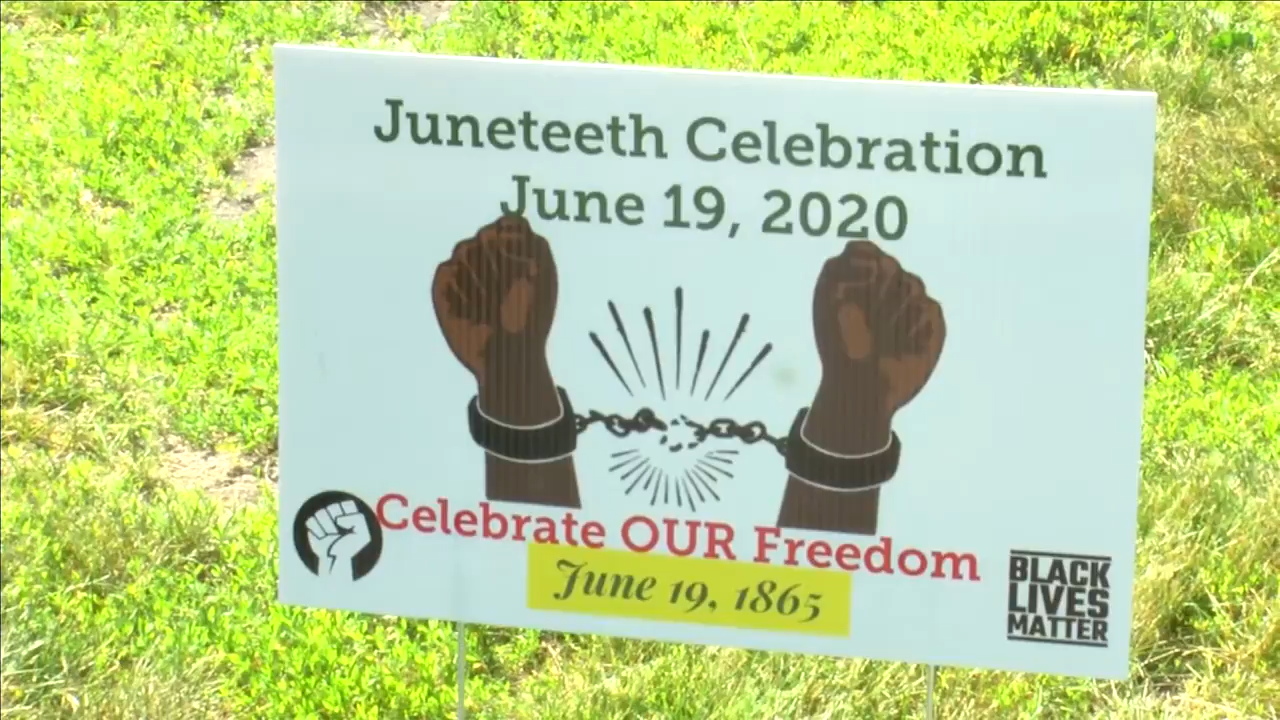 Juneteeth Celebration
June 19, 2020
Celebrate OUR Freedom
June 19, 1865
BLACK
LIVES
MATTER